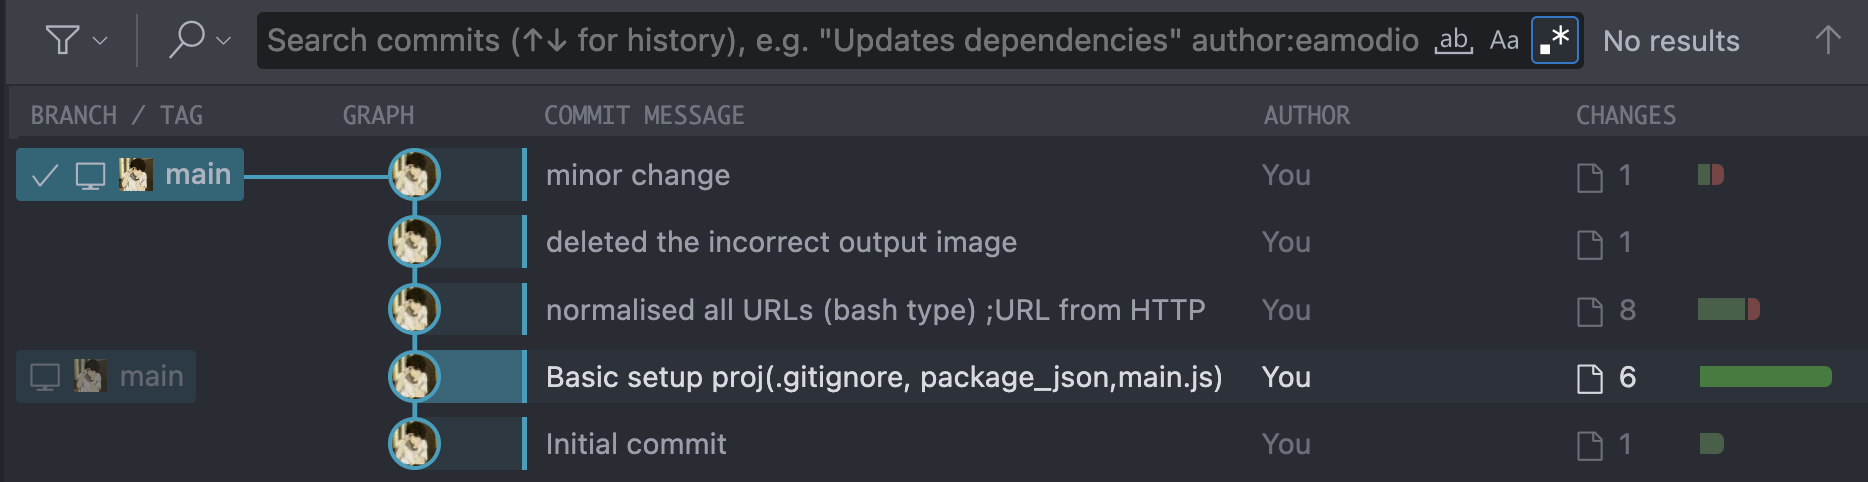 Search commits (↑↓ for history), e.g. "Updates dependencies" author:eamodio ab Aa .* No results
BRANCH / TAG GRAPH COMMIT MESSAGE AUTHOR CHANGES
main minor change You 1
deleted the incorrect output image You 1
normalised all URLs (bash type) ;URL from HTTP You 8
main Basic setup proj(.gitignore, package_json,main.js) You 6
Initial commit You 1